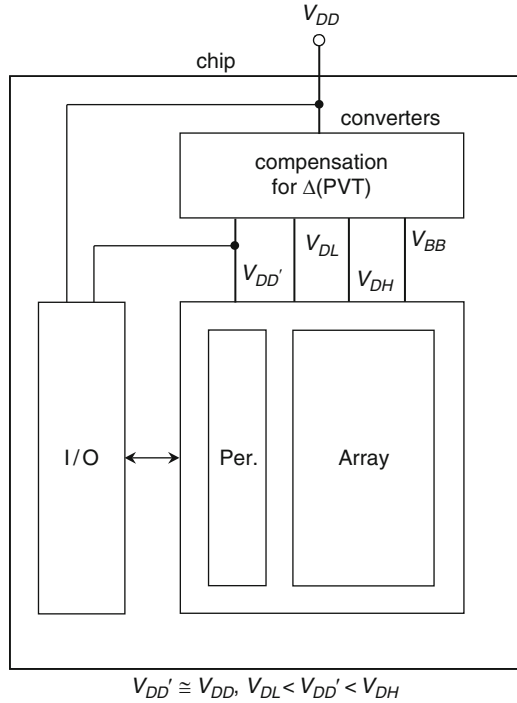 V_DD
chip
converters
compensation
for Δ(PVT)
V_DD′
V_DL
V_DH
V_BB
I/O
Per.
Array
V_DD′ ≅ V_DD, V_DL < V_DD′ < V_DH